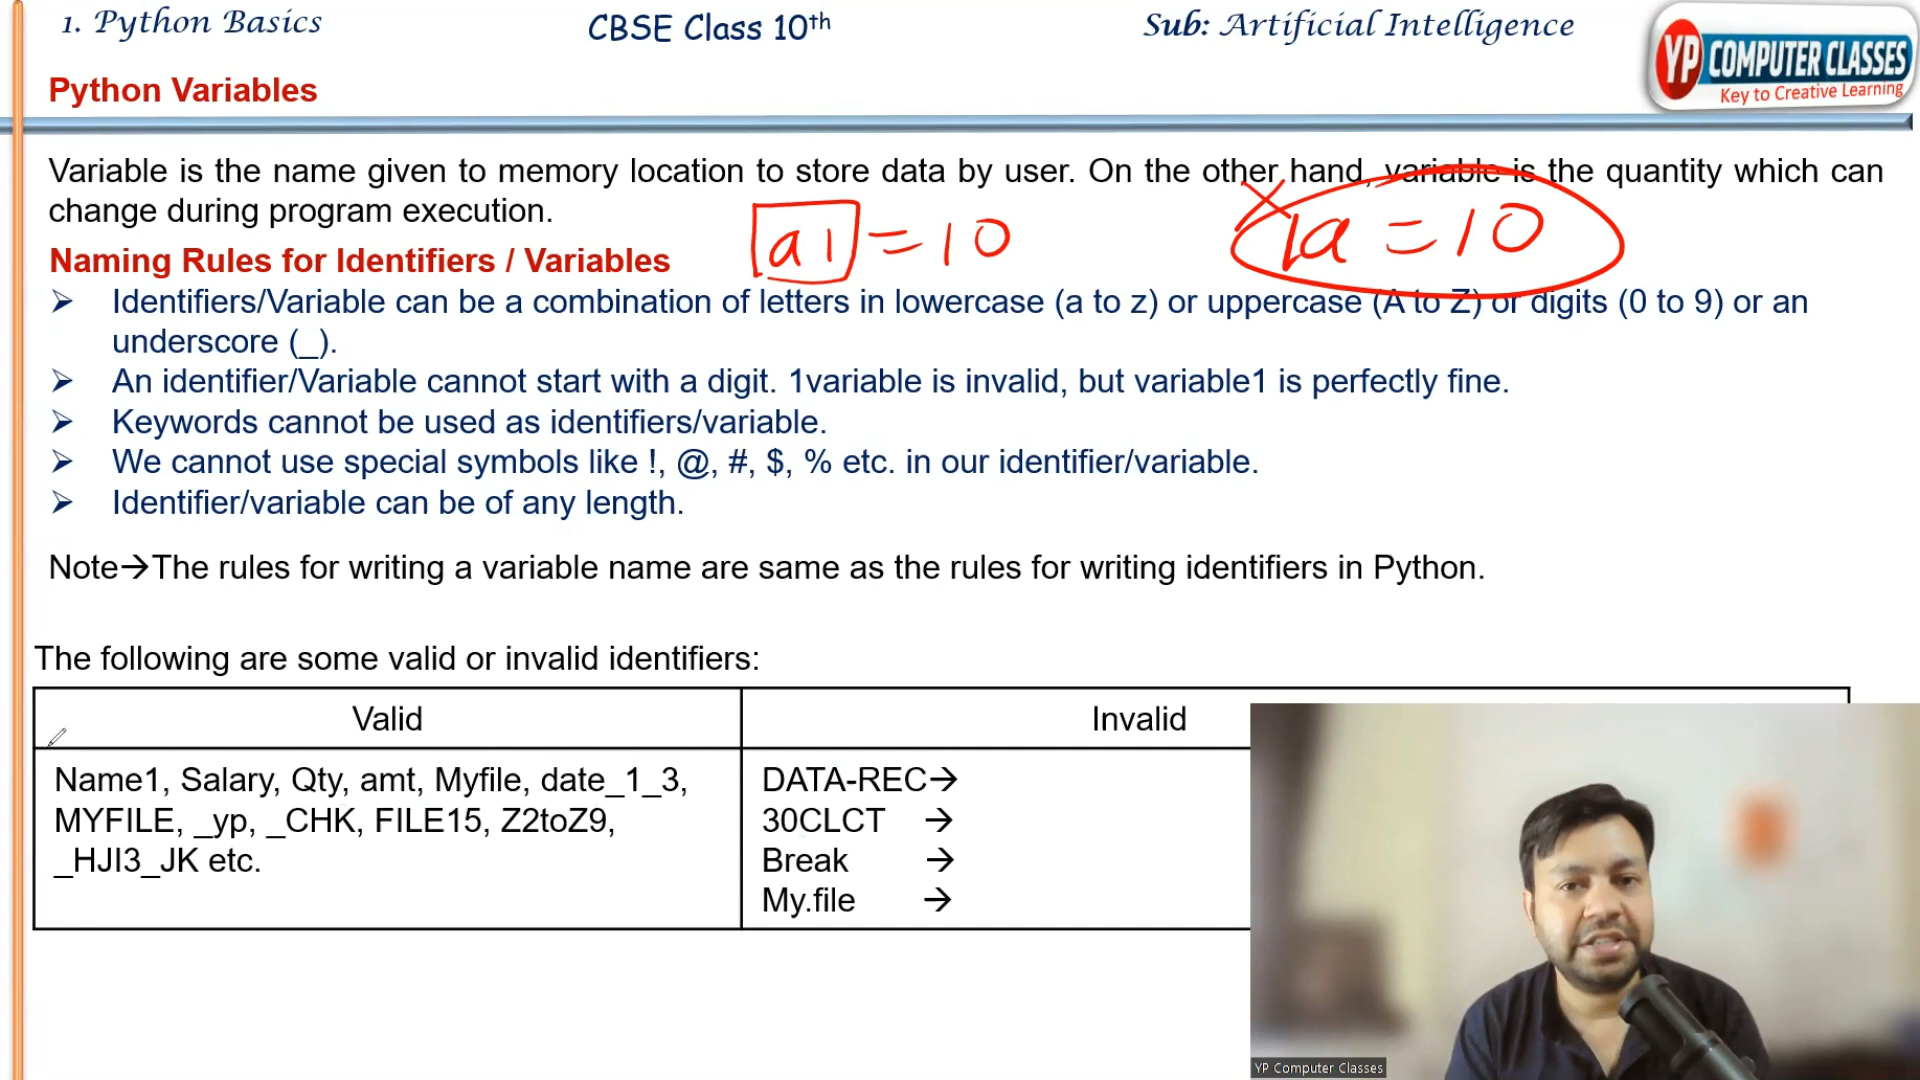 1. Python Basics
CBSE Class 10th
Sub: Artificial Intelligence
YP COMPUTER CLASSES
Key to Creative Learning
Python Variables
Variable is the name given to memory location to store data by user. On the other hand, variable is the quantity which can
change during program execution.
a1 = 10
1a = 10
Naming Rules for Identifiers / Variables
➢ Identifiers/Variable can be a combination of letters in lowercase (a to z) or uppercase (A to Z) or digits (0 to 9) or an
underscore (_).
➢ An identifier/Variable cannot start with a digit. 1variable is invalid, but variable1 is perfectly fine.
➢ Keywords cannot be used as identifiers/variable.
➢ We cannot use special symbols like !, @, #, $, % etc. in our identifier/variable.
➢ Identifier/variable can be of any length.
Note→The rules for writing a variable name are same as the rules for writing identifiers in Python.
The following are some valid or invalid identifiers:
Valid
Invalid
Name1, Salary, Qty, amt, Myfile, date_1_3,
MYFILE, _yp, _CHK, FILE15, Z2toZ9,
_HJI3_JK etc.
DATA-REC→
30CLCT →
Break →
My.file →
YP Computer Classes